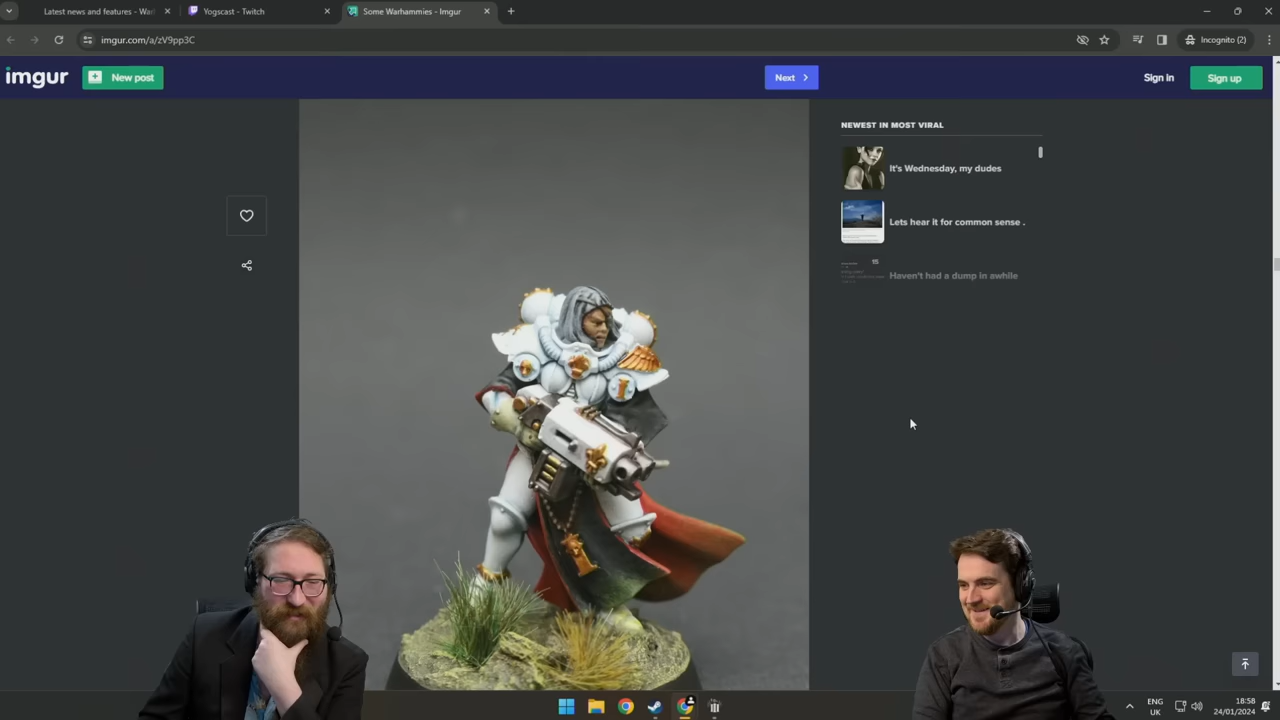 Latest news and features - War
Yogscast - Twitch
Some Warhammies - Imgur
imgur.com/a/zV9pp3C
Incognito (2)
imgur
New post
Next
Sign in
Sign up
NEWEST IN MOST VIRAL
It's Wednesday, my dudes
Lets hear it for common sense .
15
Haven't had a dump in awhile
ENG
UK
18:58
24/01/2024